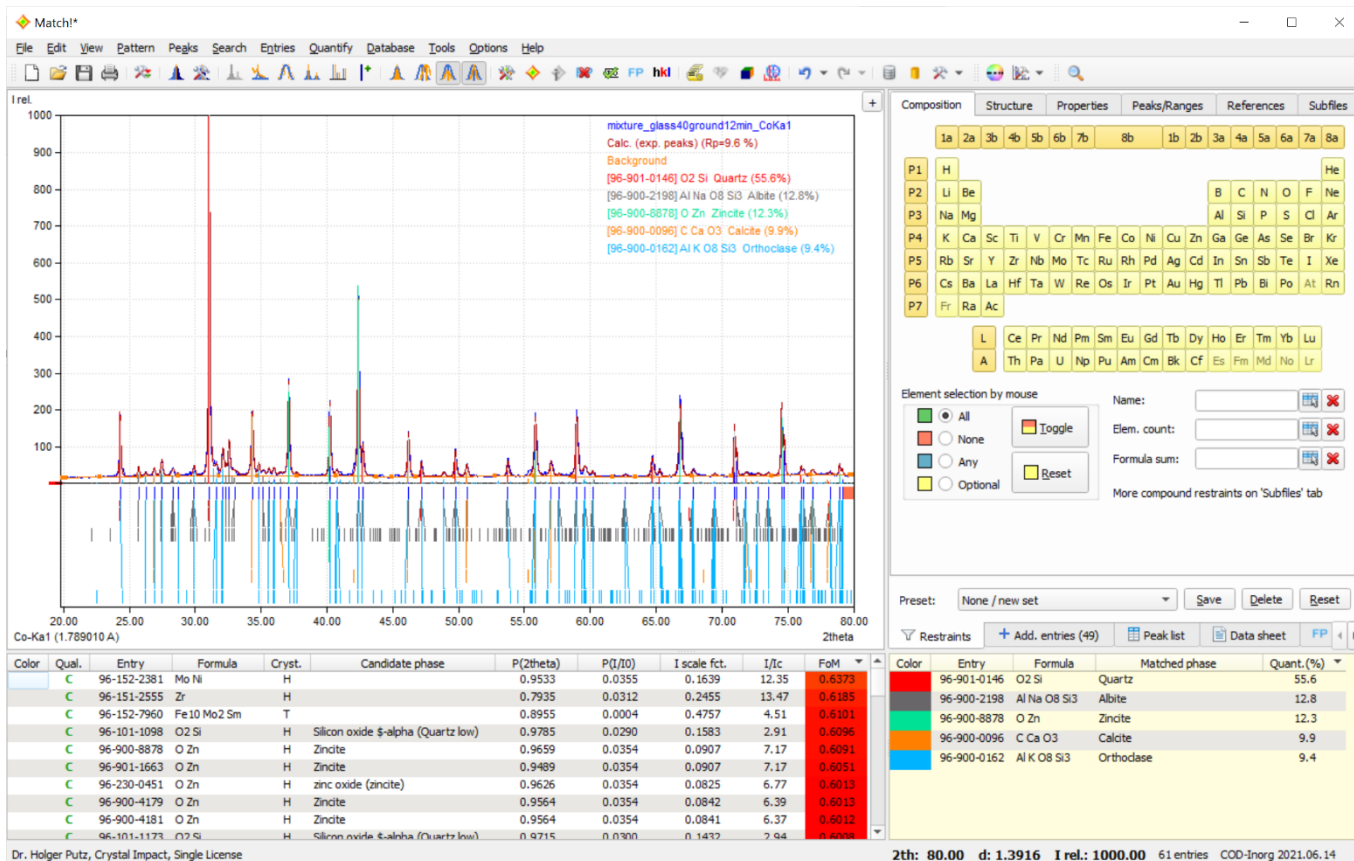 Match!*
File Edit View Pattern Peaks Search Entries Quantify Database Tools Options Help
FP hkl
I rel.
+
1000
900
800
700
600
500
400
300
200
100
mixture_glass40ground12min_CoKa1
Calc. (exp. peaks) (Rp=9.6 %)
Background
[96-901-0146] O2 Si Quartz (55.6%)
[96-900-2198] Al Na O8 Si3 Albite (12.8%)
[96-900-8878] O Zn Zincite (12.3%)
[96-900-0096] C Ca O3 Calcite (9.9%)
[96-900-0162] Al K O8 Si3 Orthoclase (9.4%)
20.00 25.00 30.00 35.00 40.00 45.00 50.00 55.00 60.00 65.00 70.00 75.00 80.00
Co-Ka1 (1.789010 A) 2theta
Composition Structure Properties Peaks/Ranges References Subfiles
1a 2a 3b 4b 5b 6b 7b 8b 1b 2b 3a 4a 5a 6a 7a 8a
P1 H He
P2 Li Be B C N O F Ne
P3 Na Mg Al Si P S Cl Ar
P4 K Ca Sc Ti V Cr Mn Fe Co Ni Cu Zn Ga Ge As Se Br Kr
P5 Rb Sr Y Zr Nb Mo Tc Ru Rh Pd Ag Cd In Sn Sb Te I Xe
P6 Cs Ba La Hf Ta W Re Os Ir Pt Au Hg Tl Pb Bi Po At Rn
P7 Fr Ra Ac
L Ce Pr Nd Pm Sm Eu Gd Tb Dy Ho Er Tm Yb Lu
A Th Pa U Np Pu Am Cm Bk Cf Es Fm Md No Lr
Element selection by mouse
All
None
Any
Optional
Toggle
Reset
Name:
Elem. count:
Formula sum:
More compound restraints on 'Subfiles' tab
Preset: None / new set Save Delete Reset
Restraints Add. entries (49) Peak list Data sheet FP
Color Qual. Entry Formula Cryst. Candidate phase P(2theta) P(I/I0) I scale fct. I/Ic FoM
C 96-152-2381 Mo Ni H 0.9533 0.0355 0.1639 12.35 0.6373
C 96-151-2555 Zr H 0.7935 0.0312 0.2455 13.47 0.6185
C 96-152-7960 Fe10 Mo2 Sm T 0.8955 0.0004 0.4757 4.51 0.6101
C 96-101-1098 O2 Si H Silicon oxide $-alpha (Quartz low) 0.9785 0.0290 0.1583 2.91 0.6096
C 96-900-8878 O Zn H Zincite 0.9659 0.0354 0.0907 7.17 0.6091
C 96-901-1663 O Zn H Zincite 0.9489 0.0354 0.0907 7.17 0.6051
C 96-230-0451 O Zn H zinc oxide (zincite) 0.9626 0.0354 0.0825 6.77 0.6013
C 96-900-4179 O Zn H Zincite 0.9564 0.0354 0.0842 6.39 0.6013
C 96-900-4181 O Zn H Zincite 0.9564 0.0354 0.0841 6.37 0.6012
C 96-101-1173 O2 Si H Silicon oxide $-alpha (Quartz low) 0.9715 0.0300 0.1432 2.94 0.6008
Color Entry Formula Matched phase Quant.(%)
96-901-0146 O2 Si Quartz 55.6
96-900-2198 Al Na O8 Si3 Albite 12.8
96-900-8878 O Zn Zincite 12.3
96-900-0096 C Ca O3 Calcite 9.9
96-900-0162 Al K O8 Si3 Orthoclase 9.4
Dr. Holger Putz, Crystal Impact, Single License
2th: 80.00 d: 1.3916 I rel.: 1000.00 61 entries COD-Inorg 2021.06.14